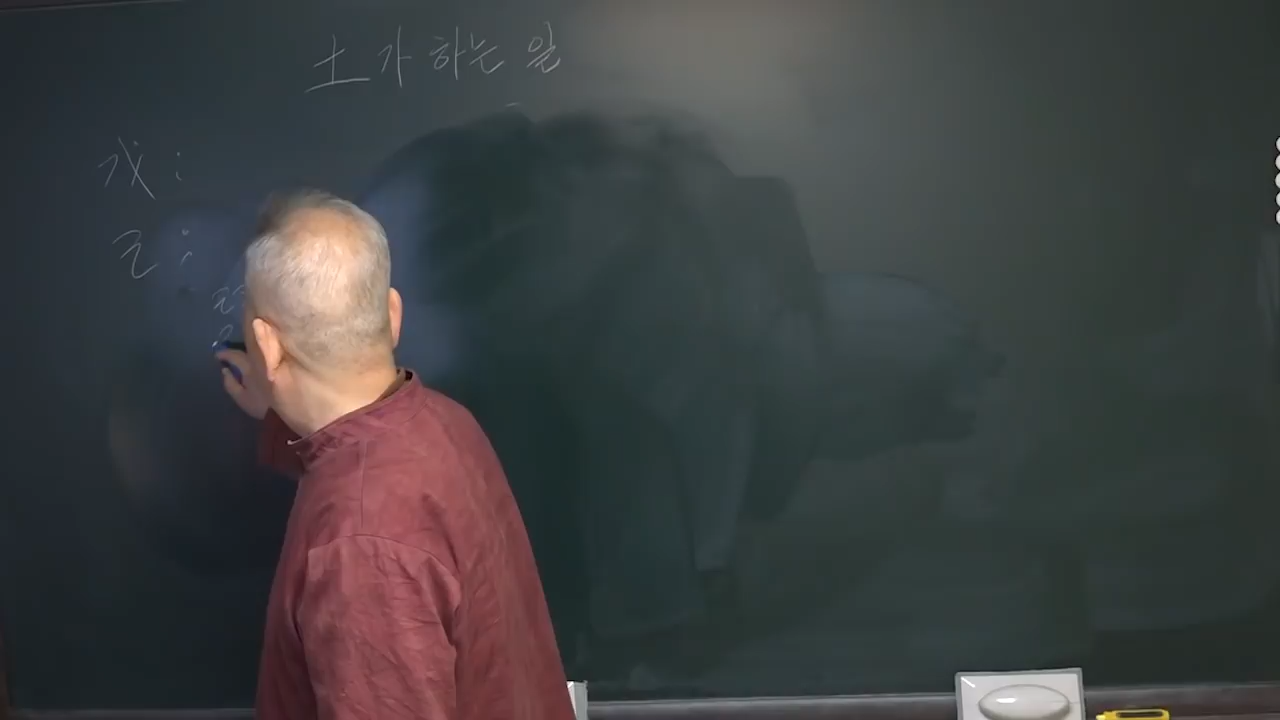 土가 하는 일
戊 :
己 :